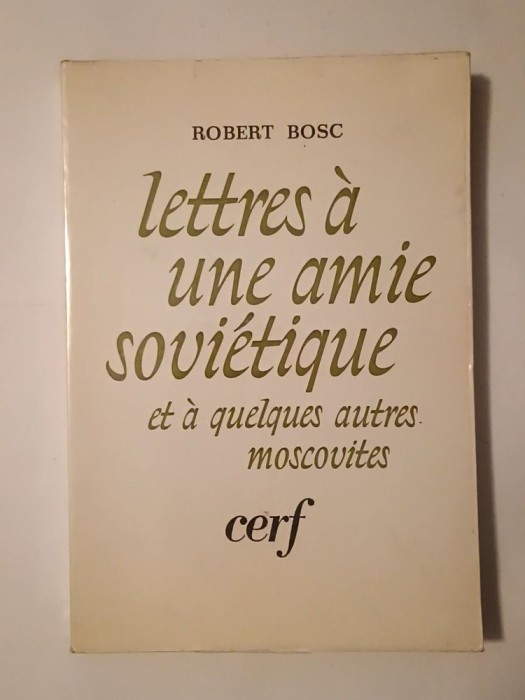 ROBERT BOSC
lettres à
une amie
soviétique
et à quelques autres
moscovites
cerf